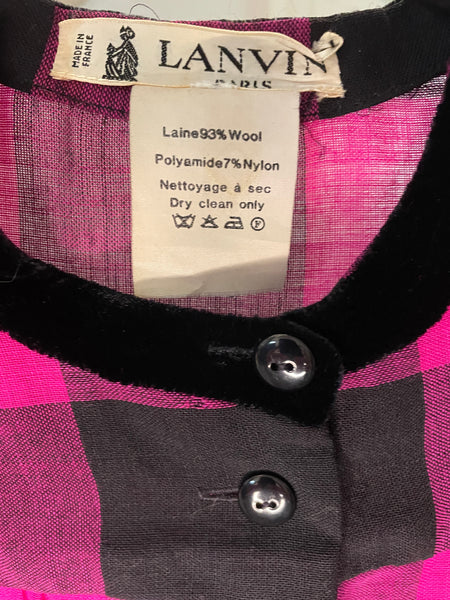 MADE IN
FRANCE
LANVIN
PARIS
Laine93%Wool
Polyamide7%Nylon
Nettoyage à sec
Dry clean only
F